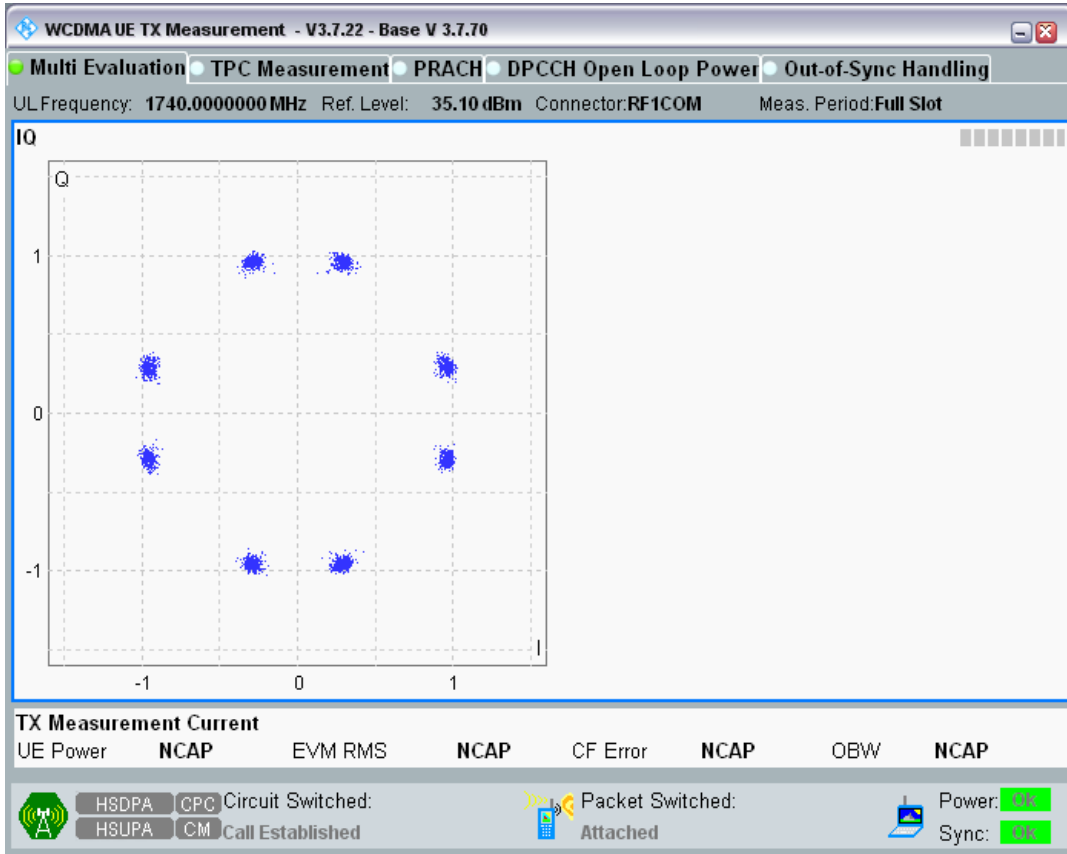 WCDMA UE TX Measurement - V3.7.22 - Base V 3.7.70
Multi Evaluation TPC Measurement PRACH DPCCH Open Loop Power Out-of-Sync Handling
UL Frequency: 1740.0000000 MHz Ref. Level: 35.10 dBm Connector:RF1COM Meas. Period:Full Slot
IQ
Q
1
0
-1
I
-1 0 1
TX Measurement Current
UE Power NCAP EVM RMS NCAP CF Error NCAP OBW NCAP
HSDPA CPC Circuit Switched: Packet Switched: Power: Ok
HSUPA CM Call Established Attached Sync: Ok